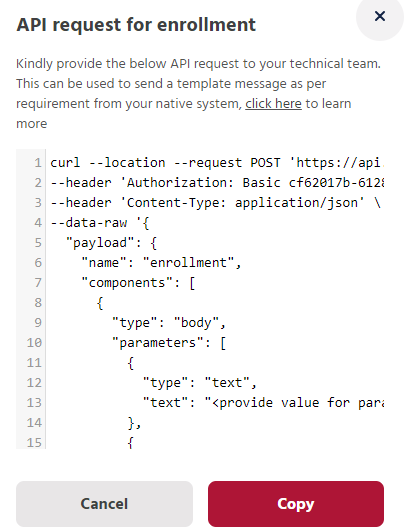 API request for enrollment
×
Kindly provide the below API request to your technical team.
This can be used to send a template message as per
requirement from your native system, click here to learn
more
1 curl --location --request POST 'https://api
2 --header 'Authorization: Basic cf62017b-6128
3 --header 'Content-Type: application/json' \
4 --data-raw '{
5 "payload": {
6 "name": "enrollment",
7 "components": [
8 {
9 "type": "body",
10 "parameters": [
11 {
12 "type": "text",
13 "text": "<provide value for para
14 },
15 {
Cancel
Copy